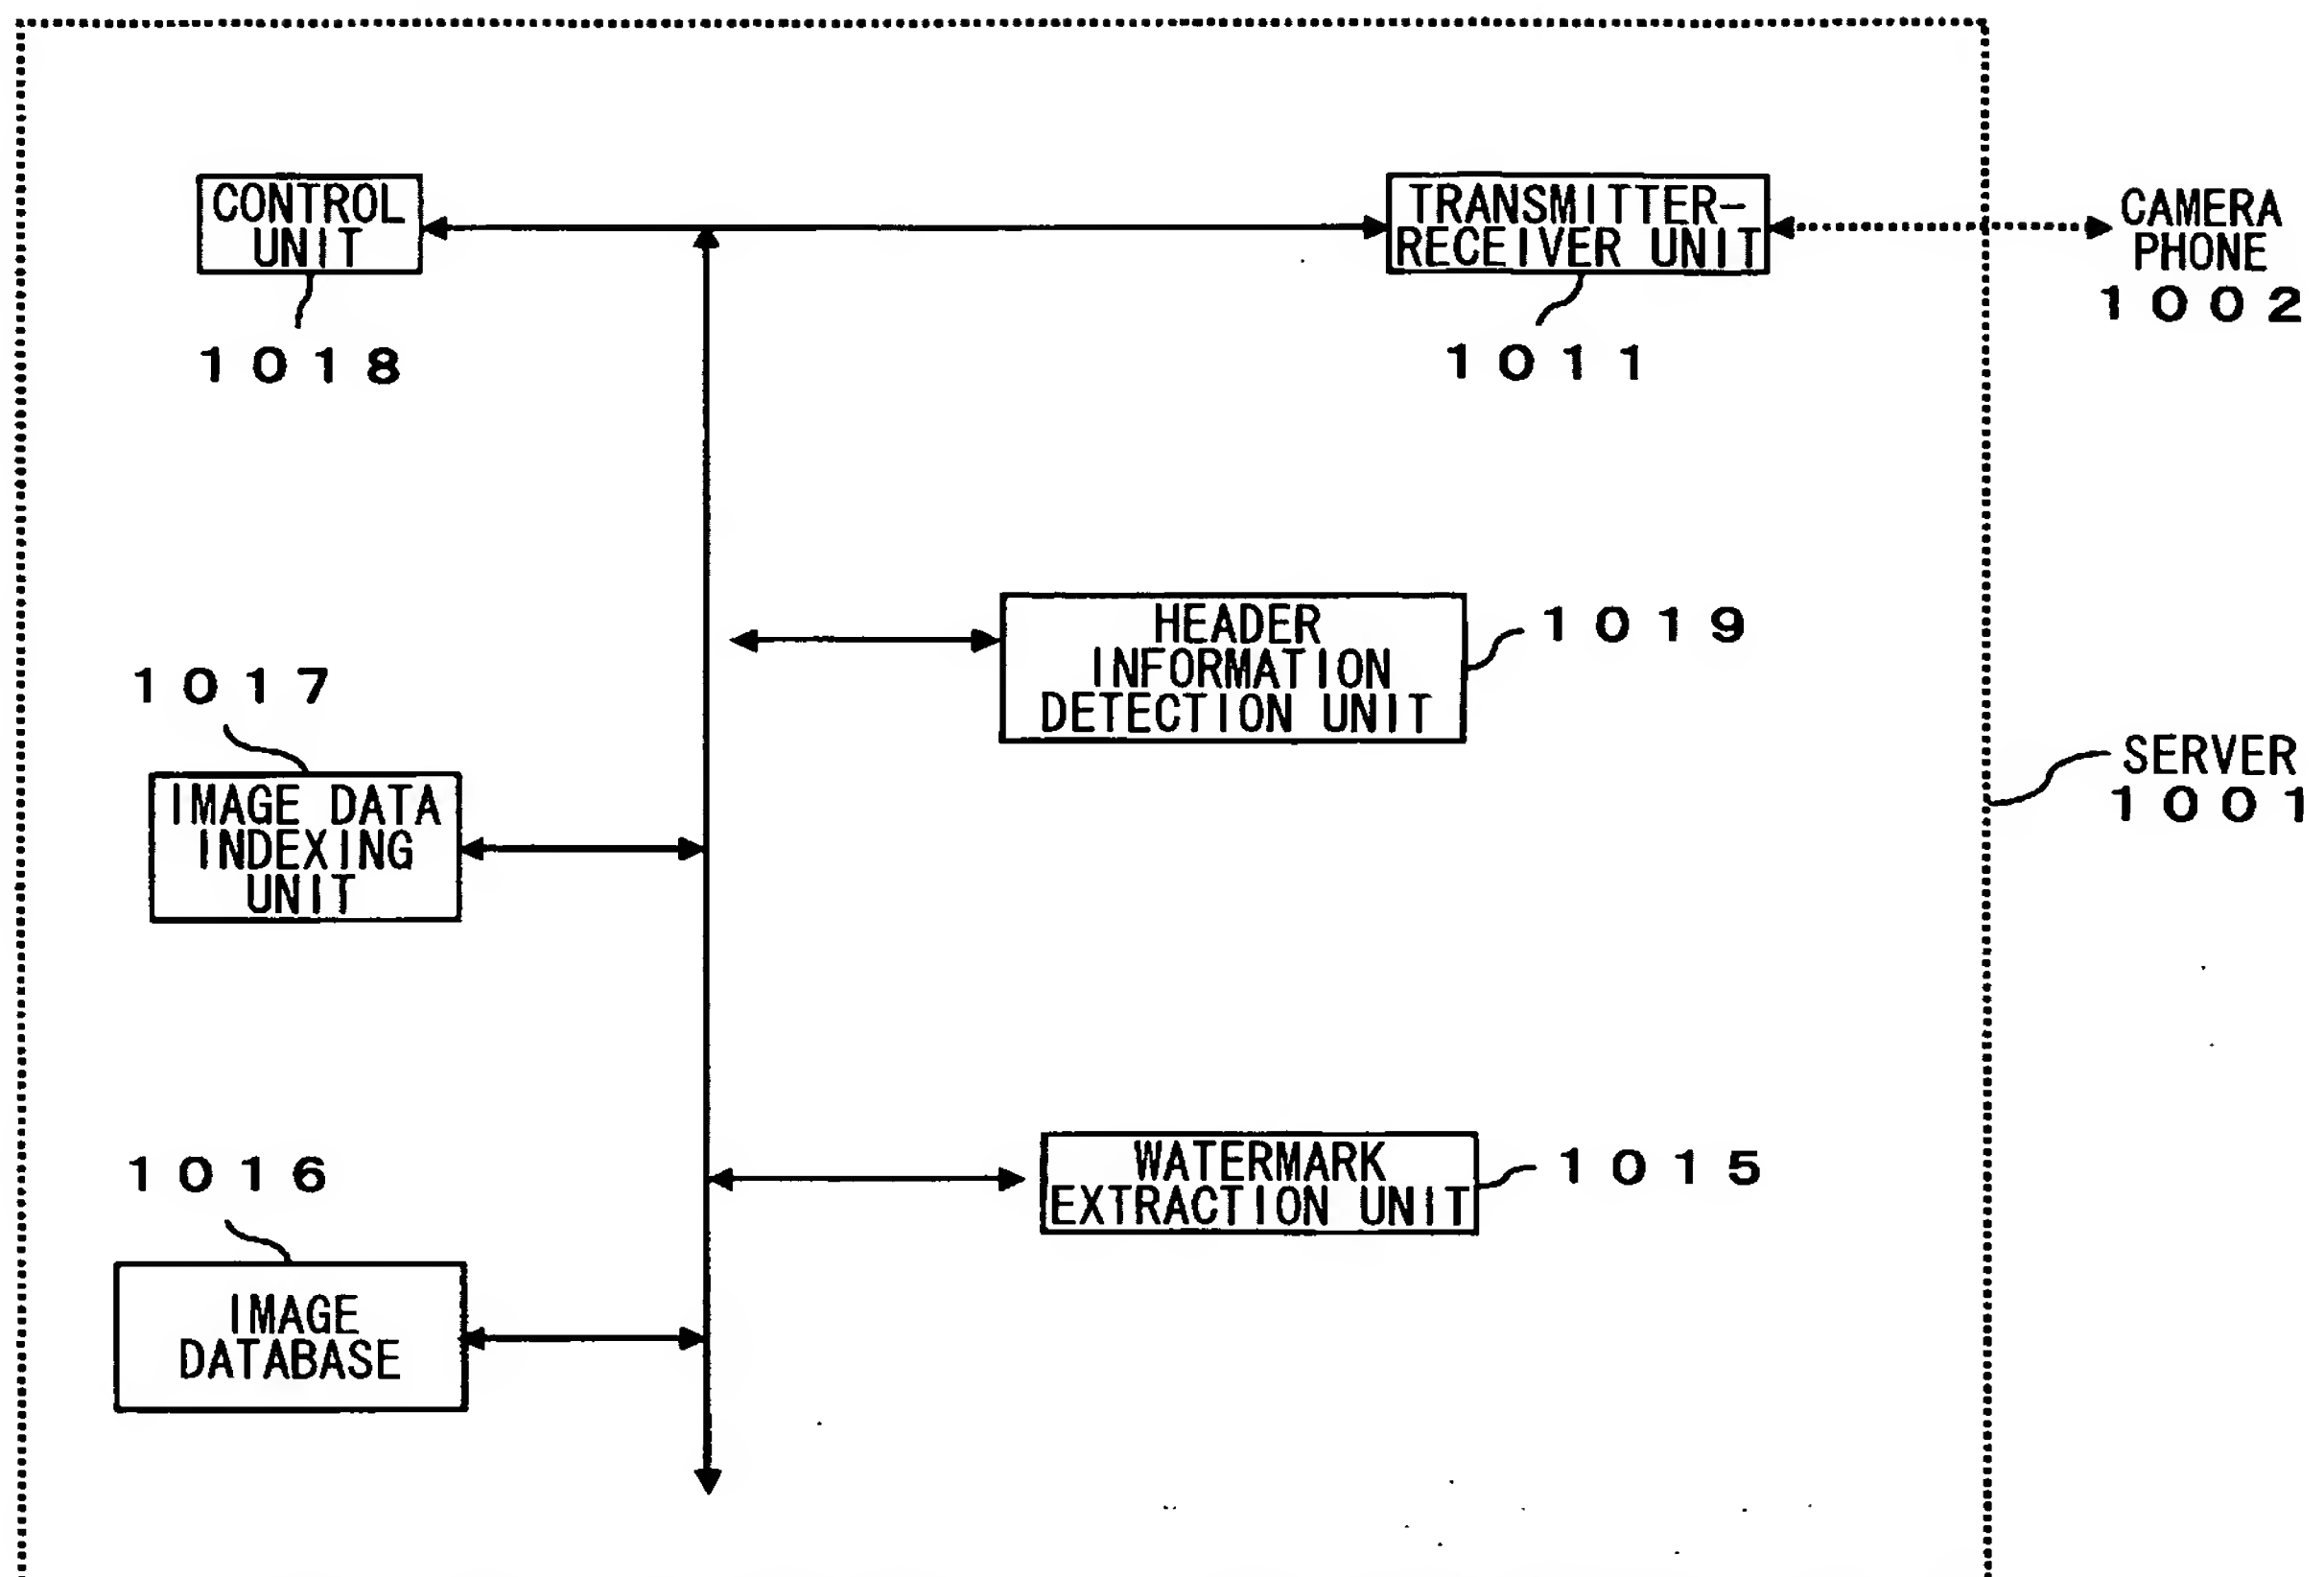 CONTROL
UNIT
1018
TRANSMITTER-
RECEIVER UNIT
1011
CAMERA
PHONE
1002
HEADER
INFORMATION
DETECTION UNIT
1019
1017
IMAGE DATA
INDEXING
UNIT
SERVER
1001
WATERMARK
EXTRACTION UNIT
1015
1016
IMAGE
DATABASE